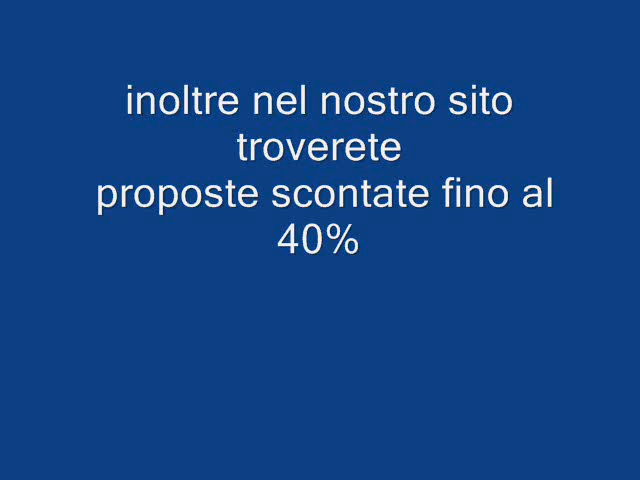 inoltre nel nostro sito
troverete
proposte scontate fino al
40%